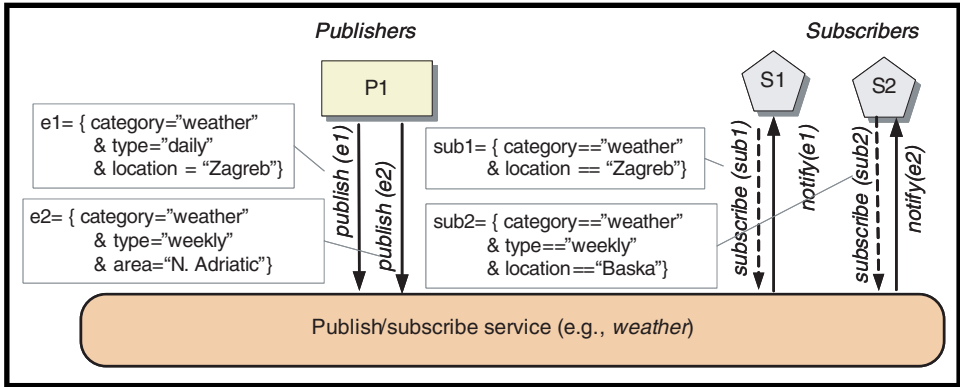 Publishers
Subscribers
P1
S1
S2
e1= { category=”weather”
& type=”daily”
& location = “Zagreb”}
e2= { category=”weather”
& type=”weekly”
& area=“N. Adriatic”}
publish (e1)
publish (e2)
sub1= { category==”weather”
& location == “Zagreb”}
sub2= { category==”weather”
& type==”weekly”
& location==“Baska”}
subscribe (sub1)
notify(e1)
subscribe (sub2)
notify(e2)
Publish/subscribe service (e.g., weather)